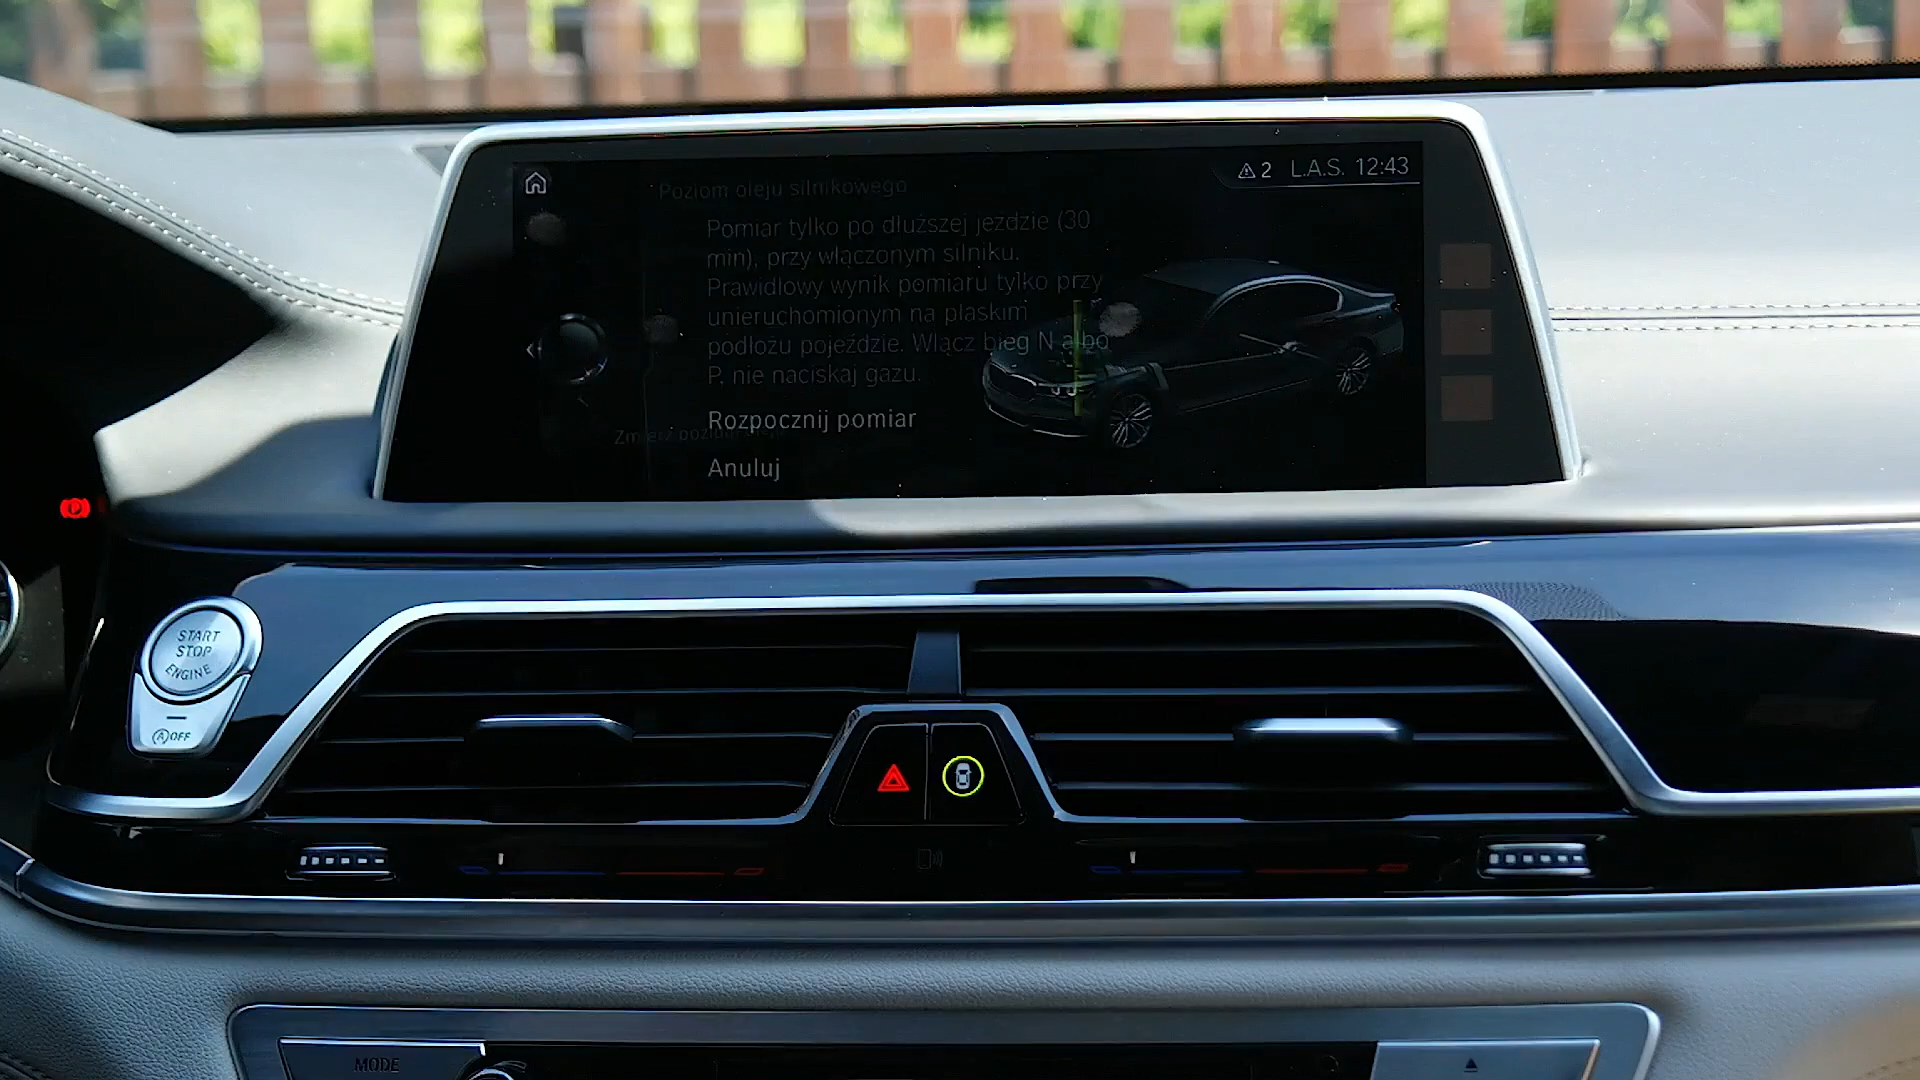 2 L.A.S. 12:43
Poziom oleju silnikowego
Pomiar tylko po dłuższej jeździe (30
min), przy włączonym silniku.
Prawidłowy wynik pomiaru tylko przy
unieruchomionym na płaskim
podłożu pojeździe. Włącz bieg N albo
P, nie naciskaj gazu.
Rozpocznij pomiar
Anuluj
START
STOP
ENGINE
(A)OFF
MODE